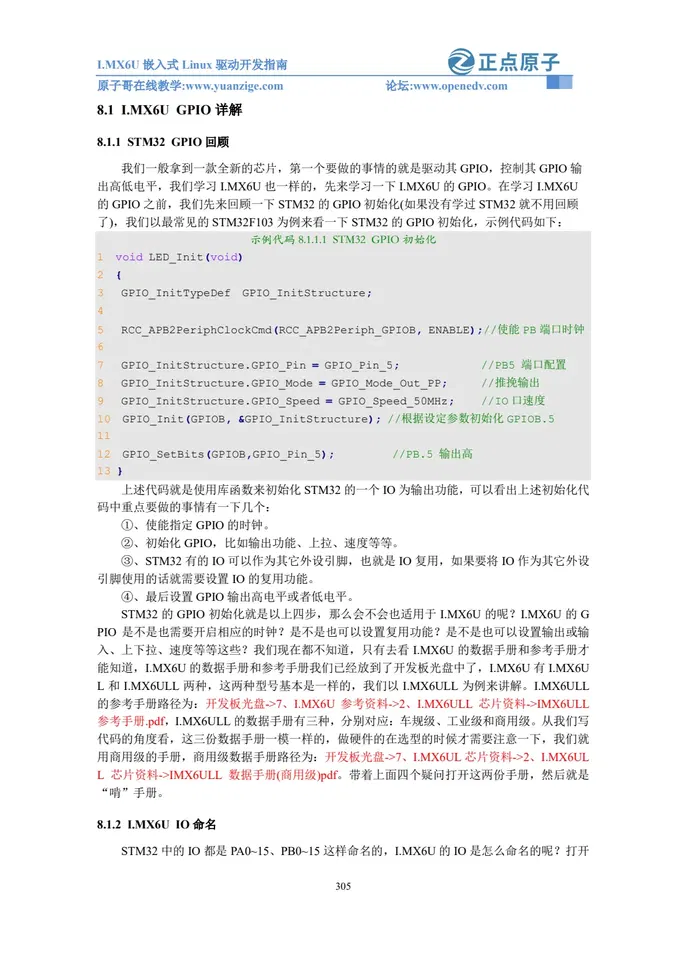 I.MX6U 嵌入式 Linux 驱动开发指南
正点原子
原子哥在线教学:www.yuanzige.com 论坛:www.openedv.com
8.1 I.MX6U GPIO 详解
8.1.1 STM32 GPIO 回顾
我们一般拿到一款全新的芯片，第一个要做的事情的就是驱动其 GPIO，控制其 GPIO 输
出高低电平，我们学习 I.MX6U 也一样的，先来学习一下 I.MX6U 的 GPIO。在学习 I.MX6U
的 GPIO 之前，我们先来回顾一下 STM32 的 GPIO 初始化(如果没有学过 STM32 就不用回顾
了)，我们以最常见的 STM32F103 为例来看一下 STM32 的 GPIO 初始化，示例代码如下：
示例代码 8.1.1.1 STM32 GPIO 初始化
1 void LED_Init(void)
2 {
3 GPIO_InitTypeDef GPIO_InitStructure;
4
5 RCC_APB2PeriphClockCmd(RCC_APB2Periph_GPIOB, ENABLE);//使能 PB 端口时钟
6
7 GPIO_InitStructure.GPIO_Pin = GPIO_Pin_5; //PB5 端口配置
8 GPIO_InitStructure.GPIO_Mode = GPIO_Mode_Out_PP; //推挽输出
9 GPIO_InitStructure.GPIO_Speed = GPIO_Speed_50MHz; //IO 口速度
10 GPIO_Init(GPIOB, &GPIO_InitStructure); //根据设定参数初始化 GPIOB.5
11
12 GPIO_SetBits(GPIOB,GPIO_Pin_5); //PB.5 输出高
13 }
上述代码就是使用库函数来初始化 STM32 的一个 IO 为输出功能，可以看出上述初始化代
码中重点要做的事情有一下几个：
①、使能指定 GPIO 的时钟。
②、初始化 GPIO，比如输出功能、上拉、速度等等。
③、STM32 有的 IO 可以作为其它外设引脚，也就是 IO 复用，如果要将 IO 作为其它外设
引脚使用的话就需要设置 IO 的复用功能。
④、最后设置 GPIO 输出高电平或者低电平。
STM32 的 GPIO 初始化就是以上四步，那么会不会也适用于 I.MX6U 的呢？I.MX6U 的 G
PIO 是不是也需要开启相应的时钟？是不是也可以设置复用功能？是不是也可以设置输出或输
入、上下拉、速度等等这些？我们现在都不知道，只有去看 I.MX6U 的数据手册和参考手册才
能知道，I.MX6U 的数据手册和参考手册我们已经放到了开发板光盘中了，I.MX6U 有 I.MX6U
L 和 I.MX6ULL 两种，这两种型号基本是一样的，我们以 I.MX6ULL 为例来讲解。I.MX6ULL
的参考手册路径为：开发板光盘->7、I.MX6U 参考资料->2、I.MX6ULL 芯片资料->IMX6ULL
参考手册.pdf，I.MX6ULL 的数据手册有三种，分别对应：车规级、工业级和商用级。从我们写
代码的角度看，这三份数据手册一模一样的，做硬件的在选型的时候才需要注意一下，我们就
用商用级的手册，商用级数据手册路径为：开发板光盘->7、I.MX6UL 芯片资料->2、I.MX6UL
L 芯片资料->IMX6ULL 数据手册(商用级)pdf。带着上面四个疑问打开这两份手册，然后就是
“啃”手册。
8.1.2 I.MX6U IO 命名
STM32 中的 IO 都是 PA0~15、PB0~15 这样命名的，I.MX6U 的 IO 是怎么命名的呢？打开
305